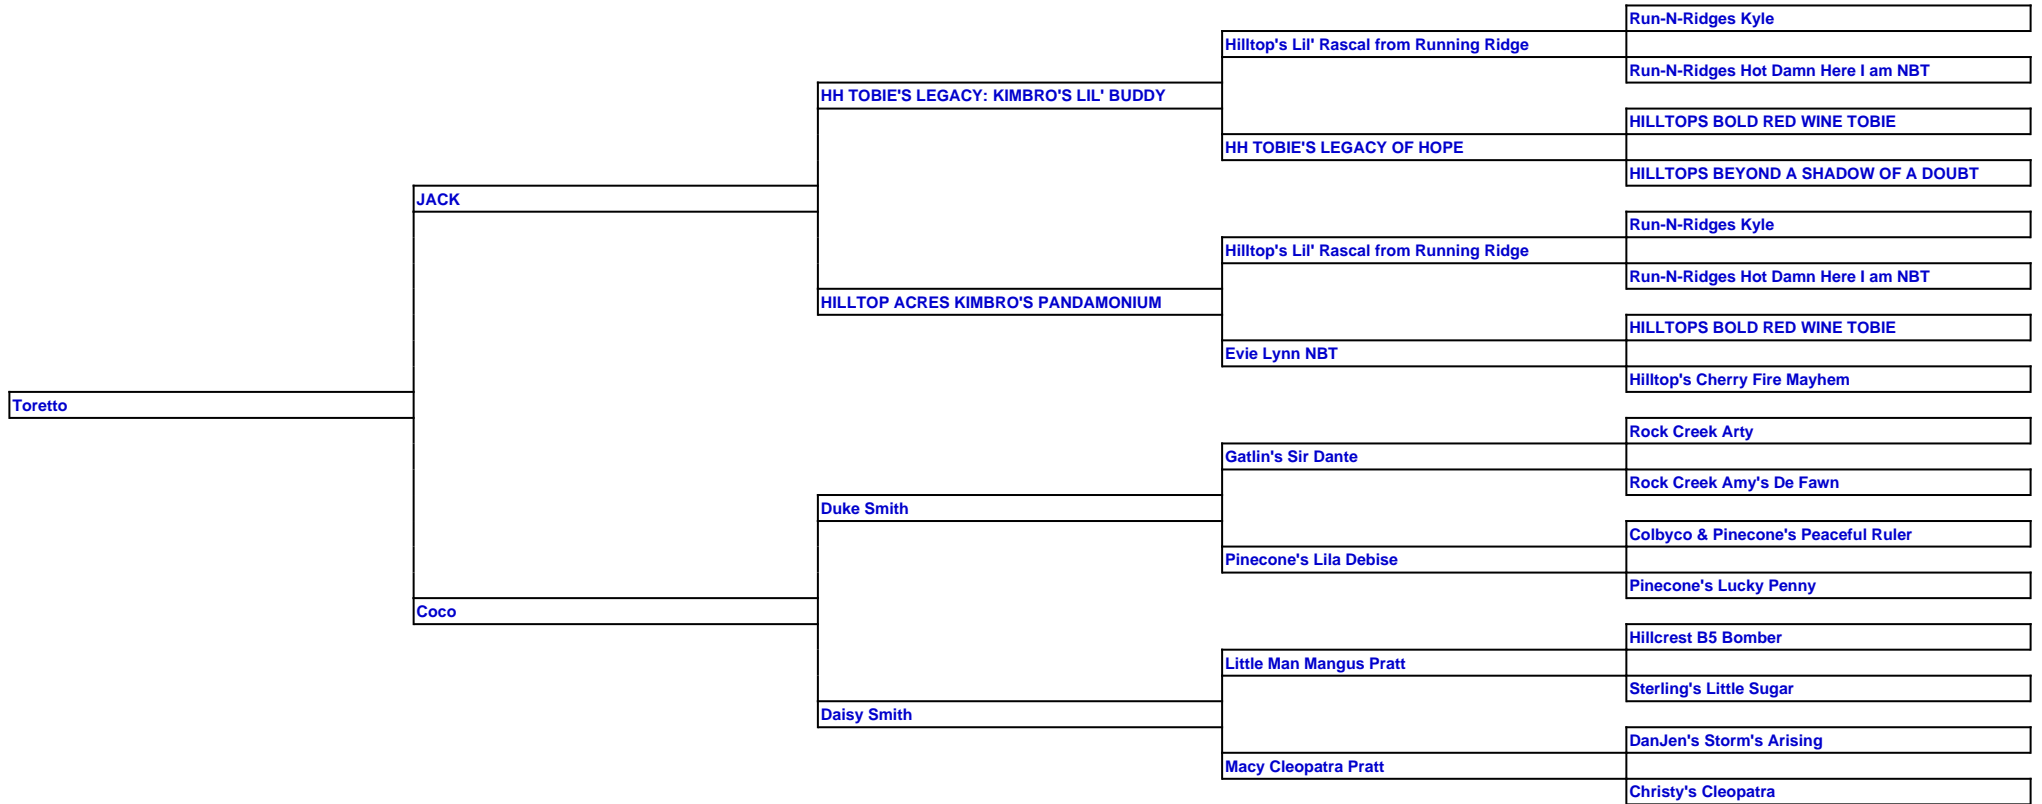 Run-N-Ridges Kyle
Hilltop's Lil' Rascal from Running Ridge
Run-N-Ridges Hot Damn Here I am NBT
HH TOBIE'S LEGACY: KIMBRO'S LIL' BUDDY
HILLTOPS BOLD RED WINE TOBIE
HH TOBIE'S LEGACY OF HOPE
HILLTOPS BEYOND A SHADOW OF A DOUBT
JACK
Run-N-Ridges Kyle
Hilltop's Lil' Rascal from Running Ridge
Run-N-Ridges Hot Damn Here I am NBT
HILLTOP ACRES KIMBRO'S PANDAMONIUM
HILLTOPS BOLD RED WINE TOBIE
Evie Lynn NBT
Hilltop's Cherry Fire Mayhem
Toretto
Rock Creek Arty
Gatlin's Sir Dante
Rock Creek Amy's De Fawn
Duke Smith
Colbyco & Pinecone's Peaceful Ruler
Pinecone's Lila Debise
Pinecone's Lucky Penny
Coco
Hillcrest B5 Bomber
Little Man Mangus Pratt
Sterling's Little Sugar
Daisy Smith
DanJen's Storm's Arising
Macy Cleopatra Pratt
Christy's Cleopatra